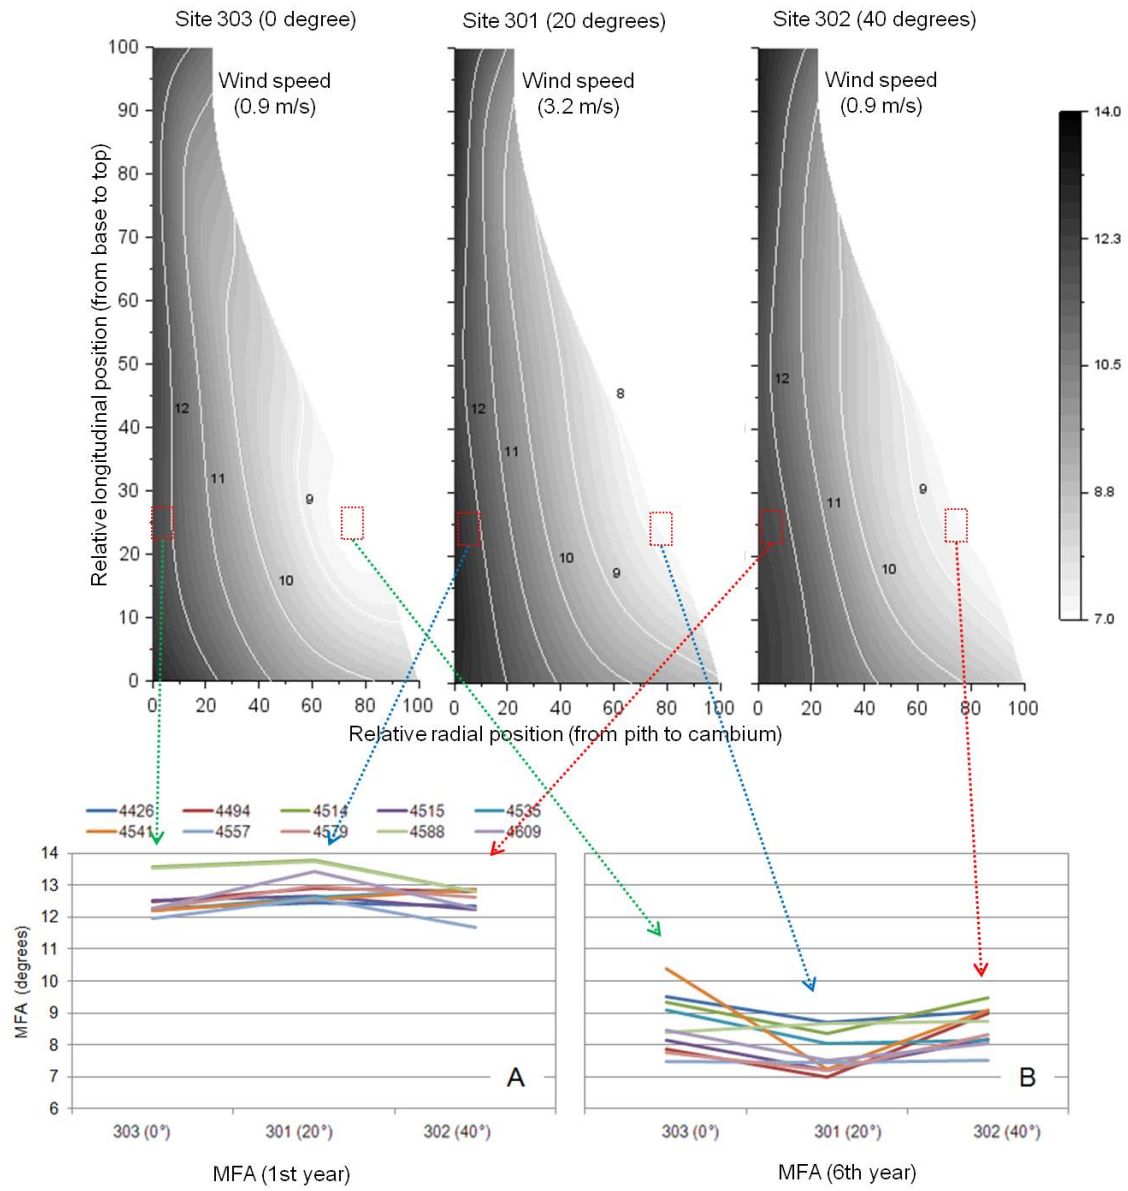 Site 303 (0 degree)
Site 301 (20 degrees)
Site 302 (40 degrees)
Wind speed
(0.9 m/s)
Wind speed
(3.2 m/s)
Wind speed
(0.9 m/s)
Relative longitudinal position (from base to top)
100
90
80
70
60
50
40
30
20
10
0
12
11
10
9
12
11
10
9
8
12
11
10
9
14.0
12.3
10.5
8.8
7.0
0 20 40 60 80 100
0 20 40 60 80 100
0 20 40 60 80 100
Relative radial position (from pith to cambium)
4426 4494 4514 4515 4535
4541 4557 4579 4588 4609
MFA (degrees)
14
13
12
11
10
9
8
7
6
A
B
303 (0°) 301 (20°) 302 (40°)
303 (0°) 301 (20°) 302 (40°)
MFA (1st year)
MFA (6th year)